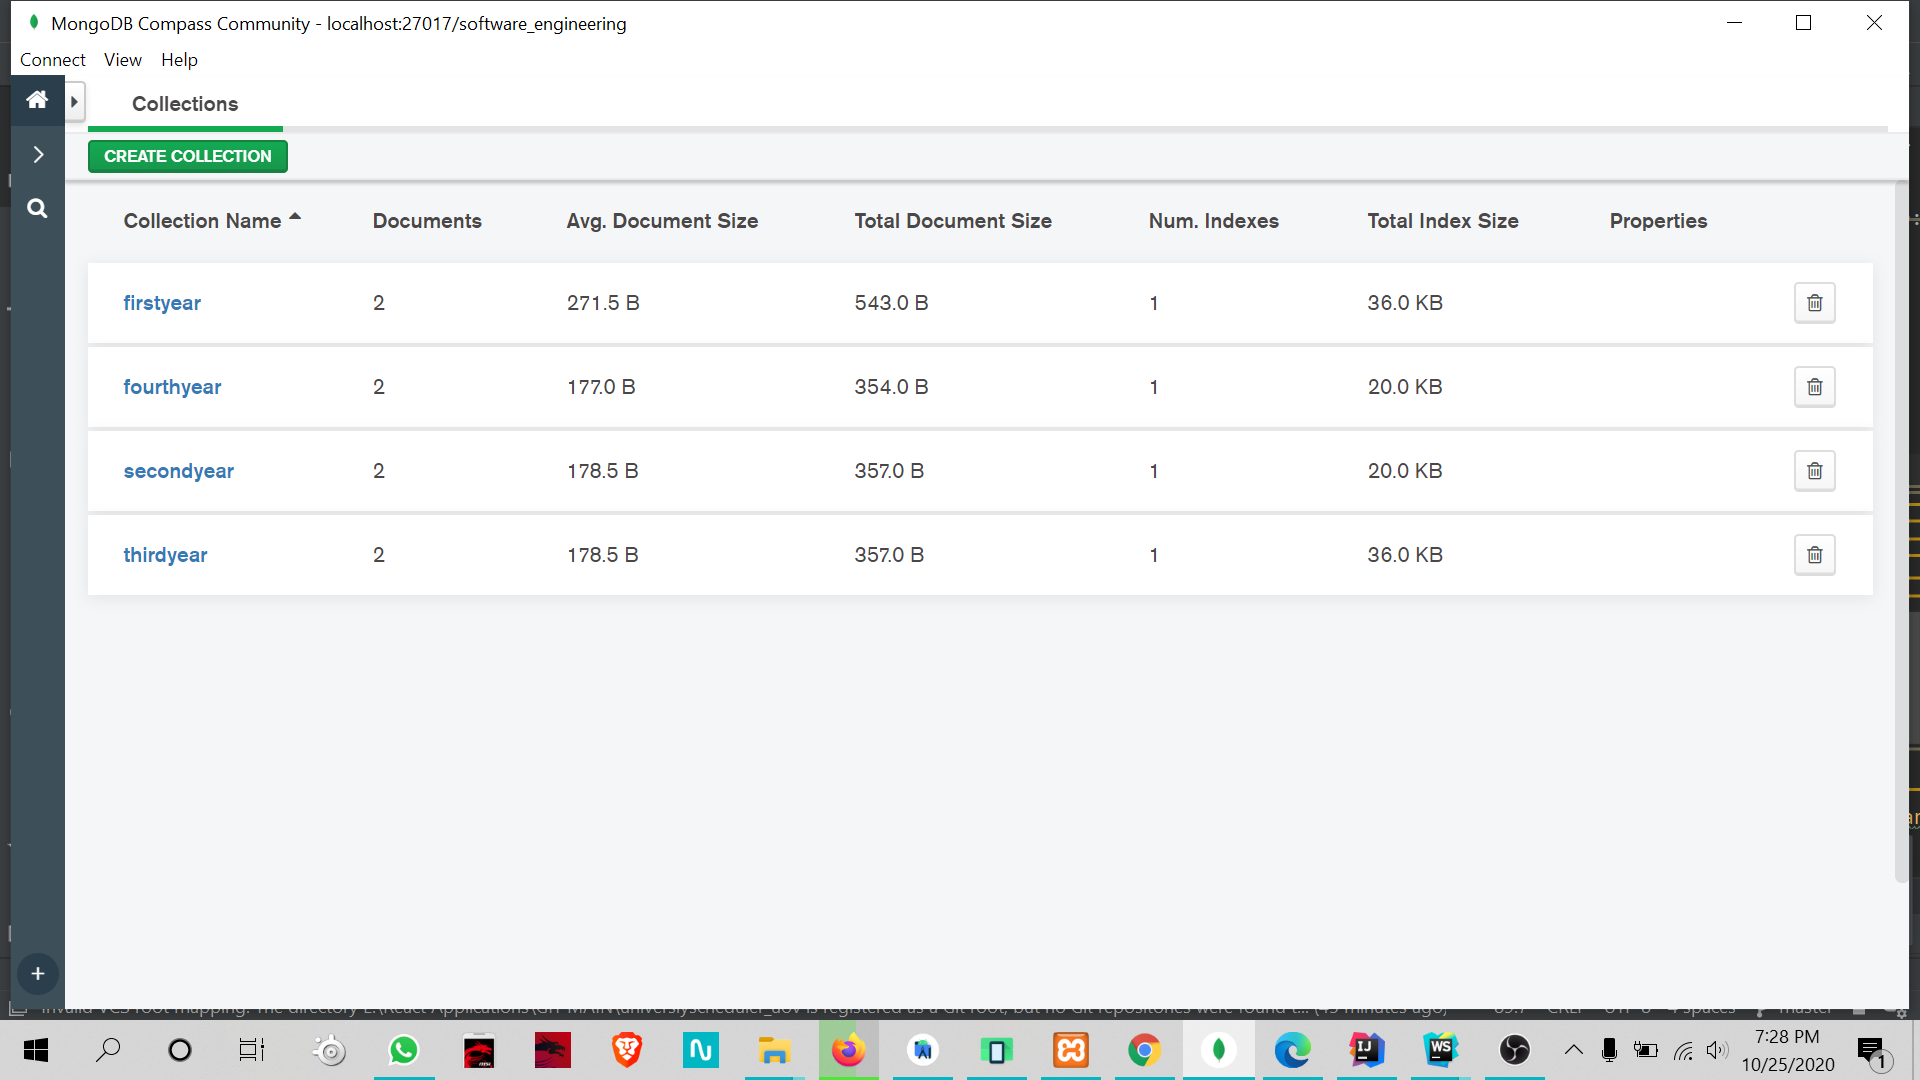 MongoDB Compass Community - localhost:27017/software_engineering
Connect View Help
Collections
CREATE COLLECTION
Collection Name Documents Avg. Document Size Total Document Size Num. Indexes Total Index Size Properties
firstyear 2 271.5 B 543.0 B 1 36.0 KB
fourthyear 2 177.0 B 354.0 B 1 20.0 KB
secondyear 2 178.5 B 357.0 B 1 20.0 KB
thirdyear 2 178.5 B 357.0 B 1 36.0 KB
7:28 PM
10/25/2020
1
IJ
WS